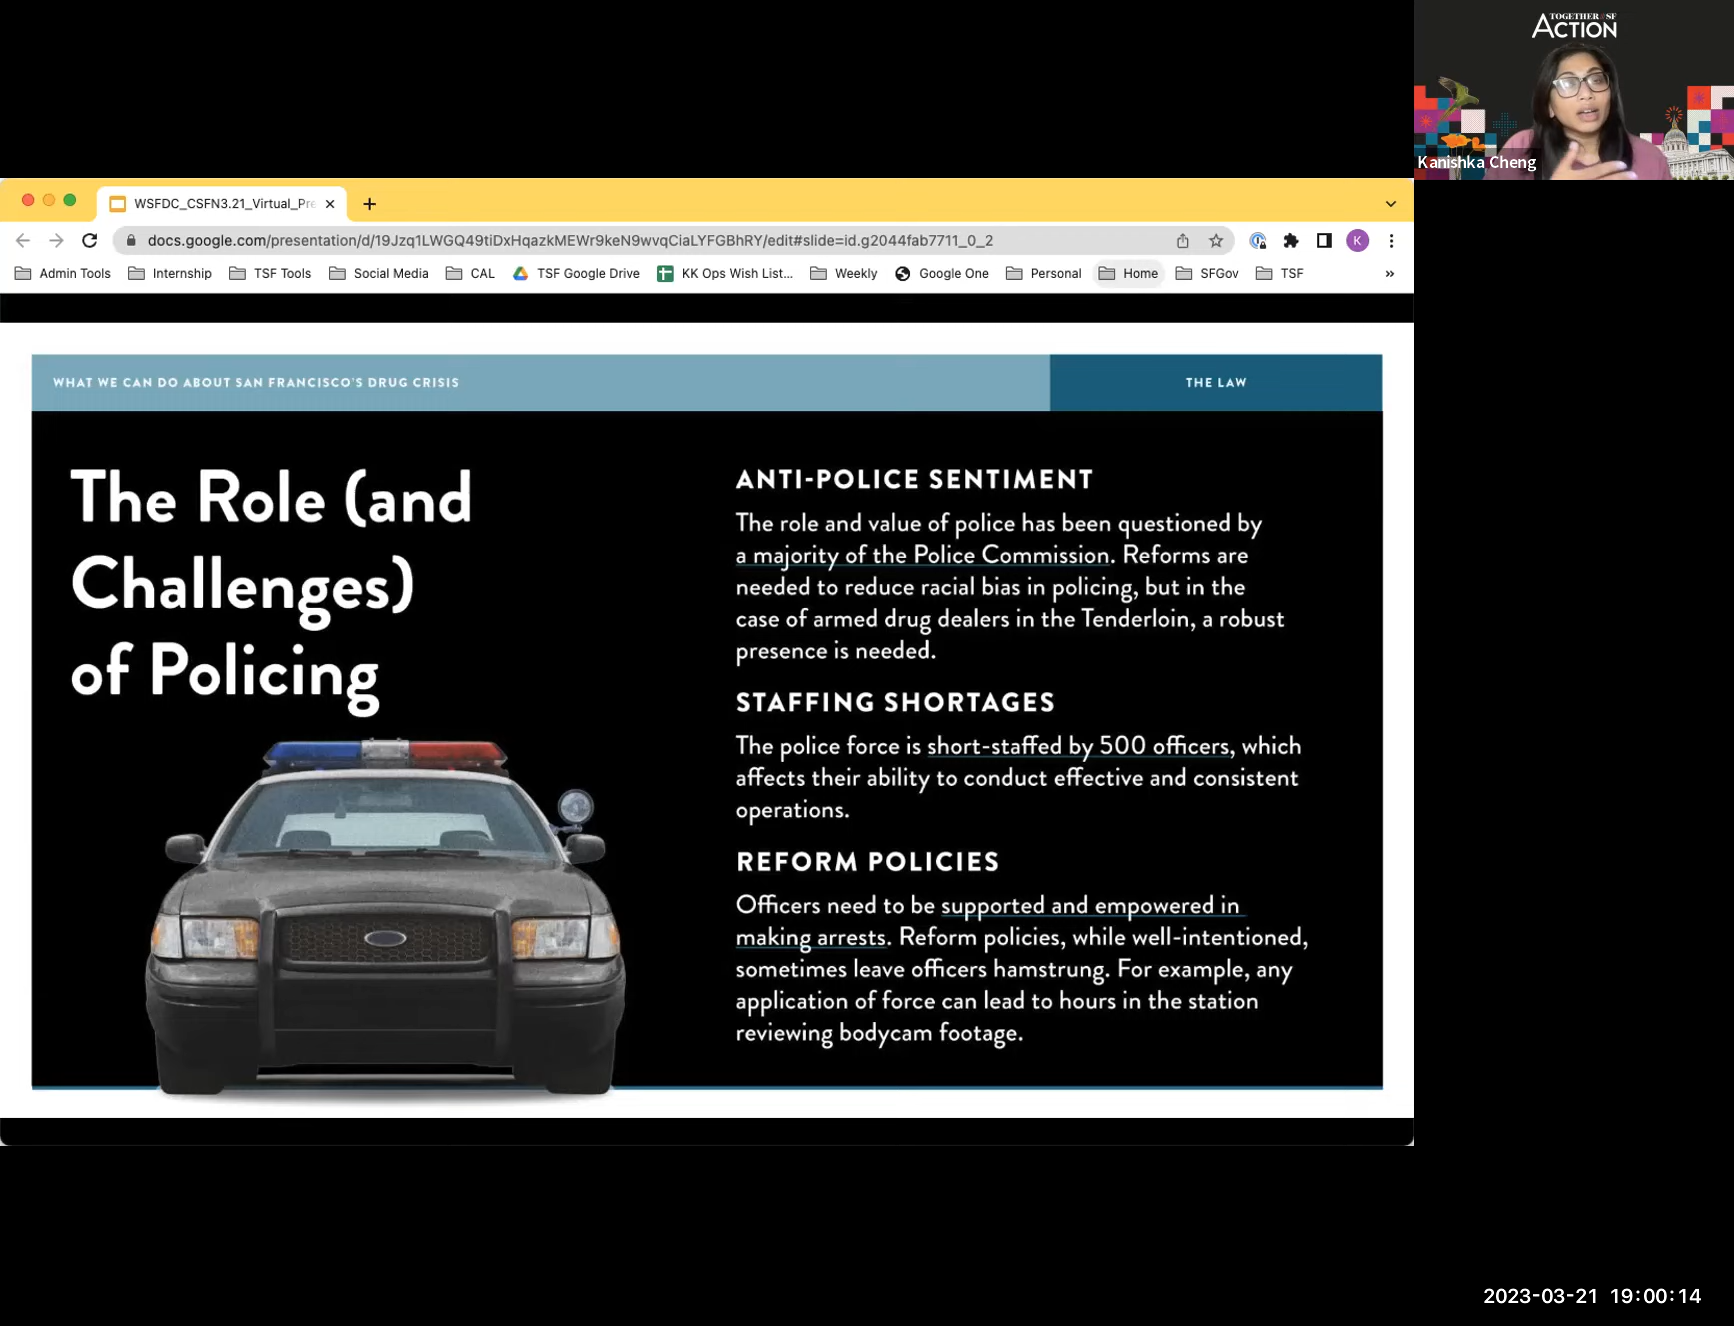 TOGETHER SF
ACTION
Kanishka Cheng
WSFDC_CSFN3.21_Virtual_Pre
docs.google.com/presentation/d/19Jzq1LWGQ49tiDxHqazkMEWr9keN9wvqCiaLYFGBhRY/edit#slide=id.g2044fab7711_0_2
K
Admin Tools Internship TSF Tools Social Media CAL TSF Google Drive KK Ops Wish List... Weekly Google One Personal Home SFGov TSF »
WHAT WE CAN DO ABOUT SAN FRANCISCO'S DRUG CRISIS
THE LAW
The Role (and
Challenges)
of Policing
ANTI-POLICE SENTIMENT
The role and value of police has been questioned by
a majority of the Police Commission. Reforms are
needed to reduce racial bias in policing, but in the
case of armed drug dealers in the Tenderloin, a robust
presence is needed.
STAFFING SHORTAGES
The police force is short-staffed by 500 officers, which
affects their ability to conduct effective and consistent
operations.
REFORM POLICIES
Officers need to be supported and empowered in
making arrests. Reform policies, while well-intentioned,
sometimes leave officers hamstrung. For example, any
application of force can lead to hours in the station
reviewing bodycam footage.
2023-03-21 19:00:14